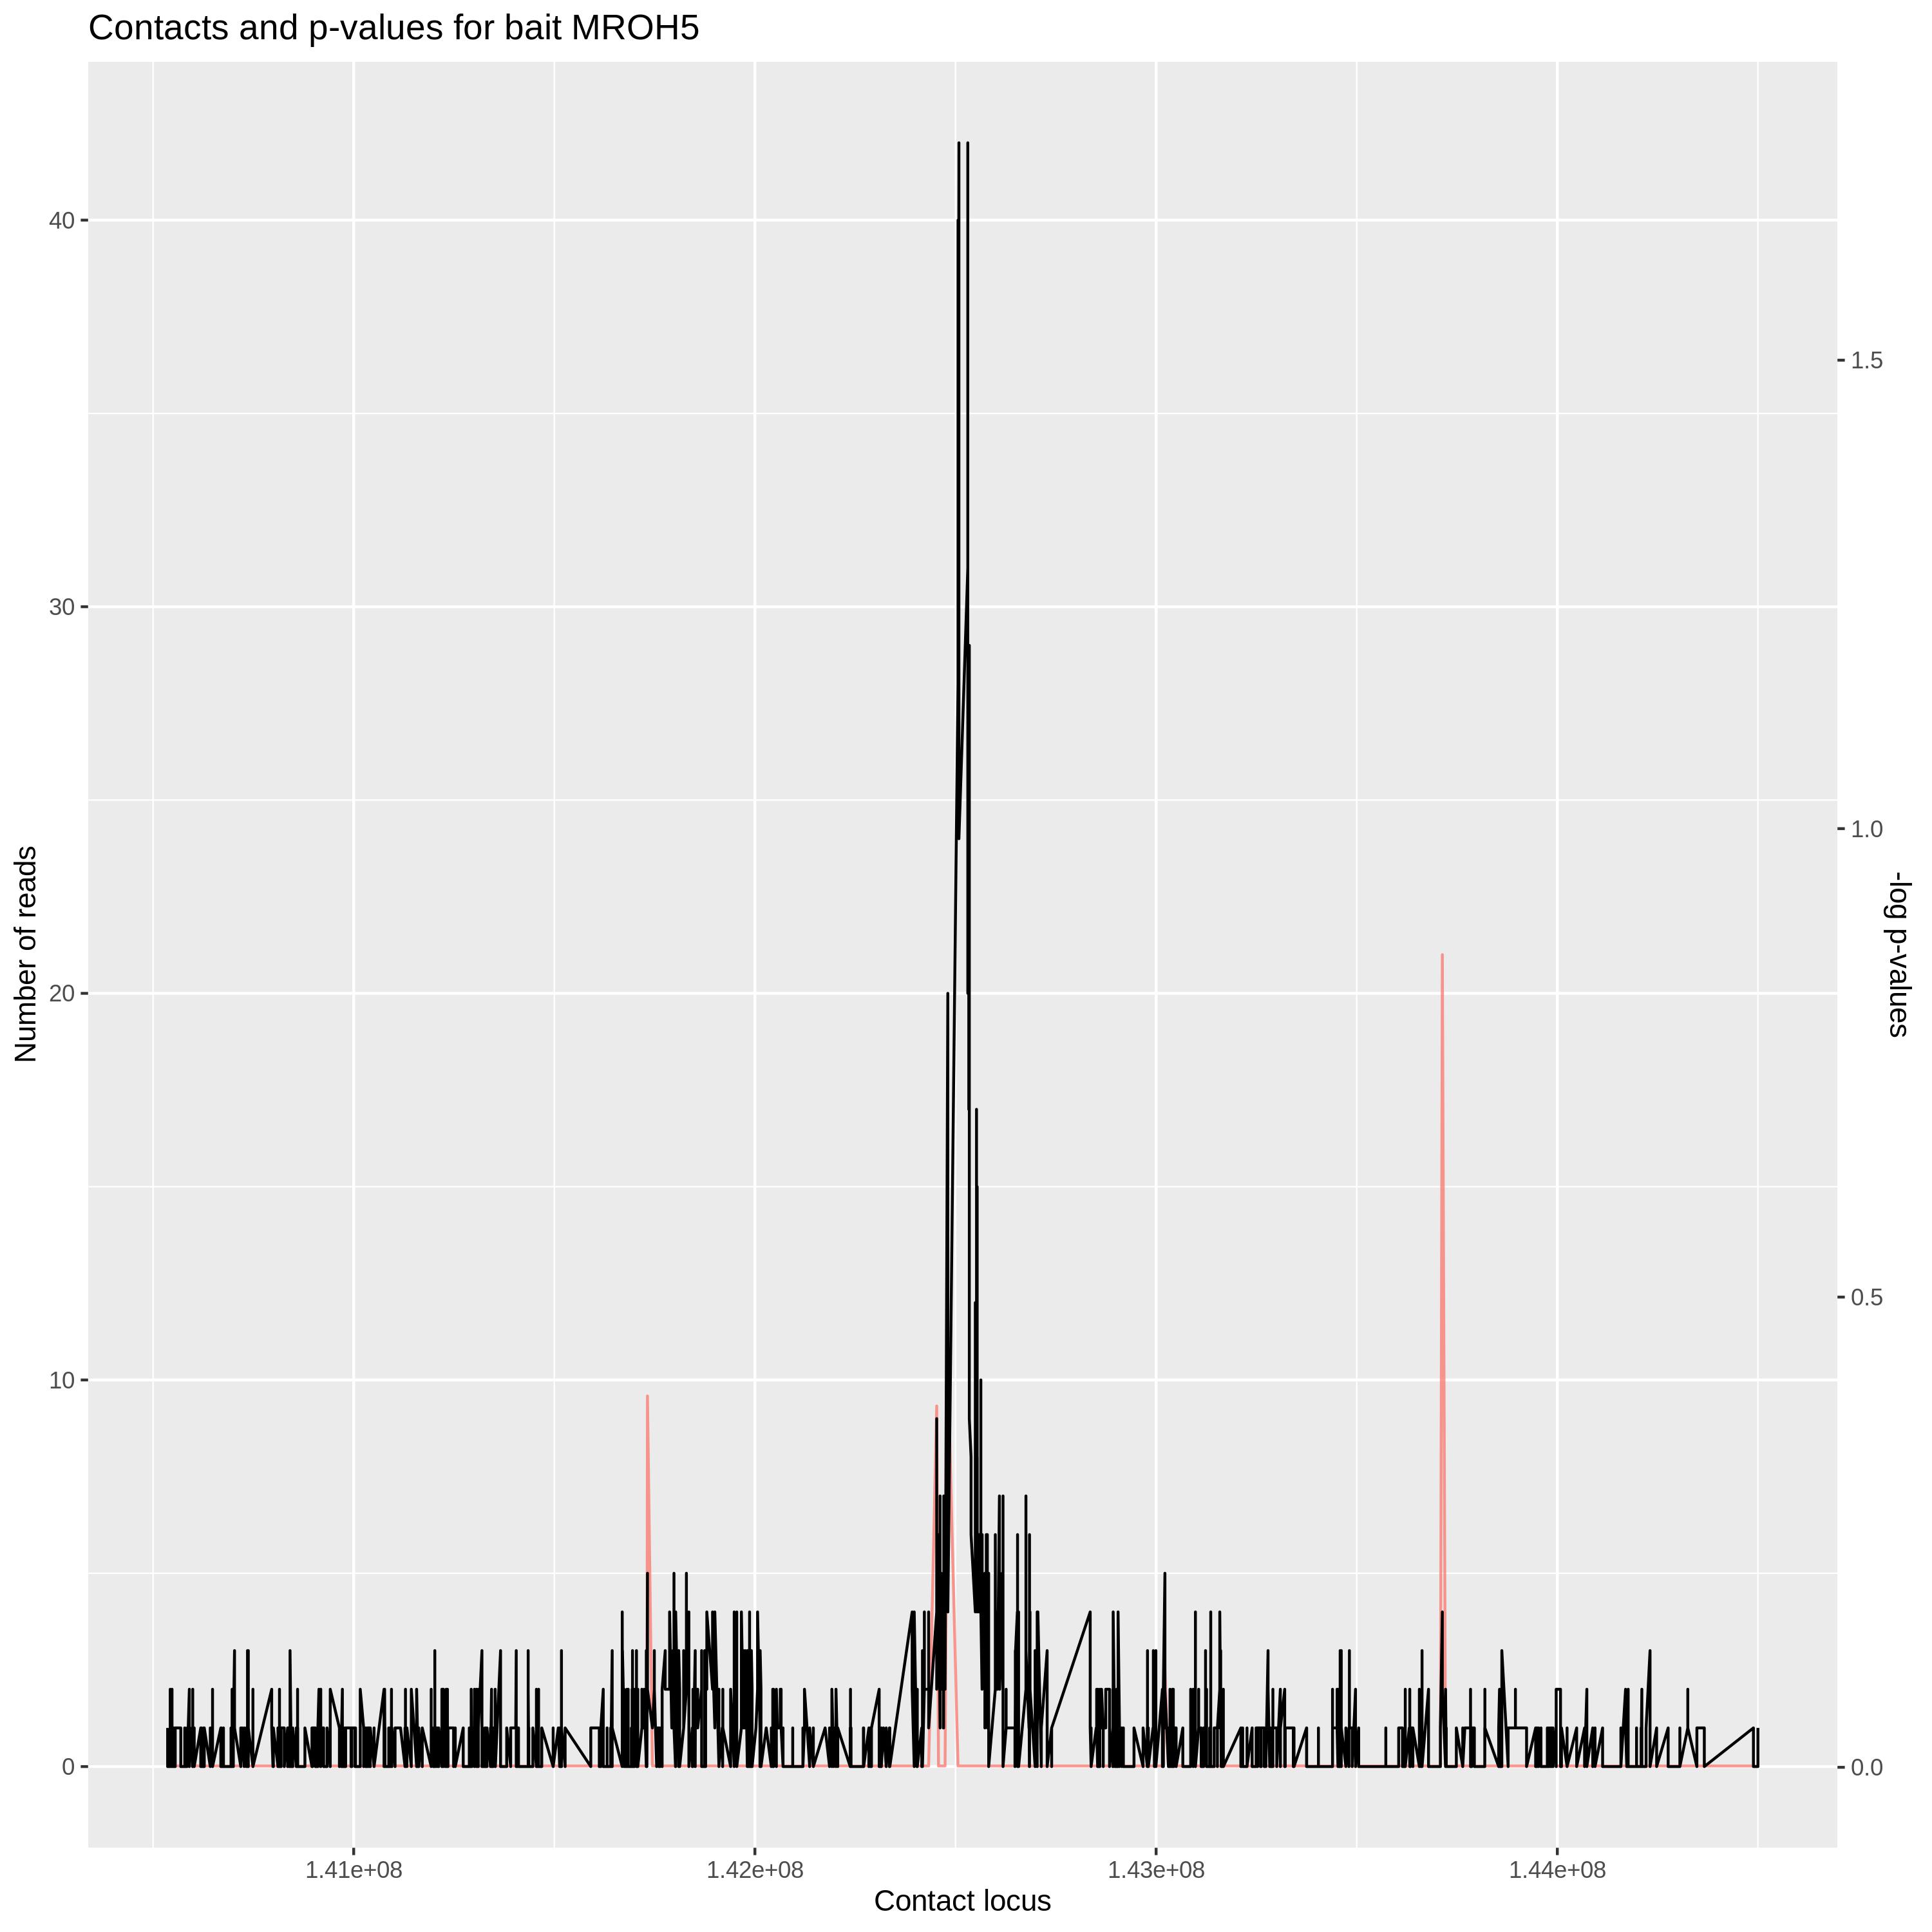 Contacts and p-values for bait MROH5
40
30
20
10
0
Number of reads
1.5
1.0
0.5
0.0
-log p-values
1.41e+08
1.42e+08
1.43e+08
1.44e+08
Contact locus